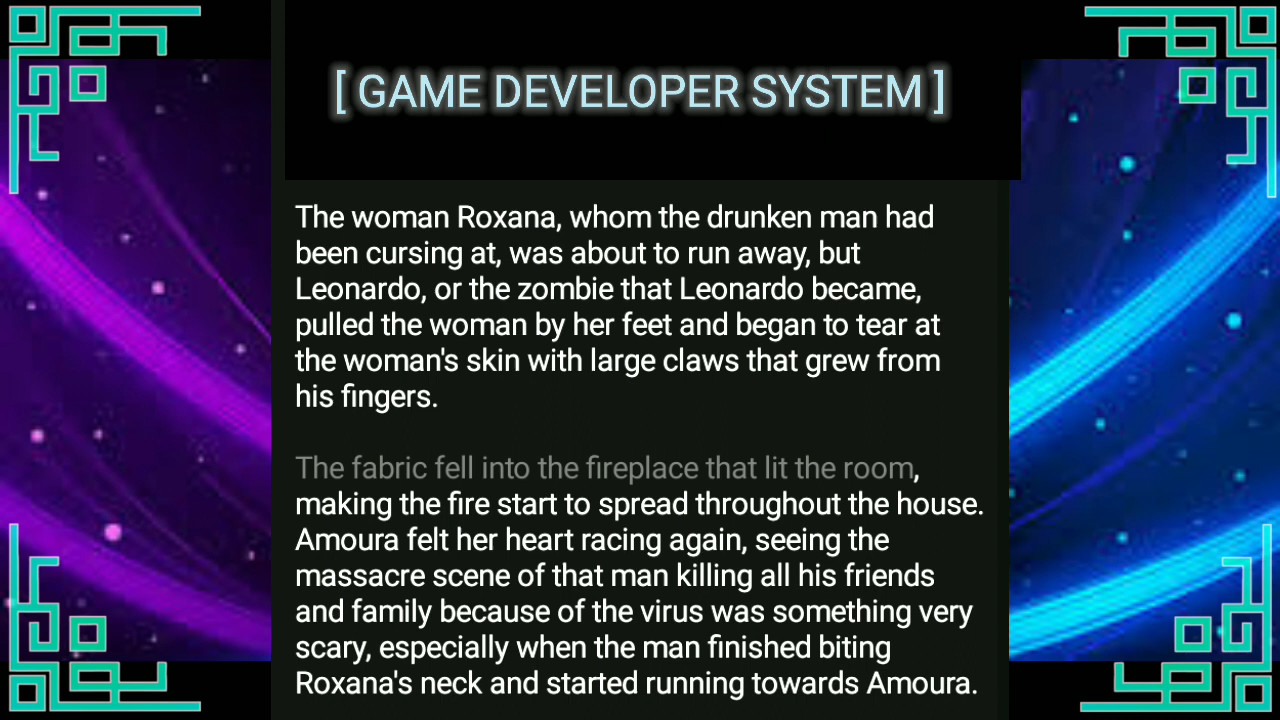 [ GAME DEVELOPER SYSTEM ]
The woman Roxana, whom the drunken man had
been cursing at, was about to run away, but
Leonardo, or the zombie that Leonardo became,
pulled the woman by her feet and began to tear at
the woman's skin with large claws that grew from
his fingers.
The fabric fell into the fireplace that lit the room,
making the fire start to spread throughout the house.
Amoura felt her heart racing again, seeing the
massacre scene of that man killing all his friends
and family because of the virus was something very
scary, especially when the man finished biting
Roxana's neck and started running towards Amoura.